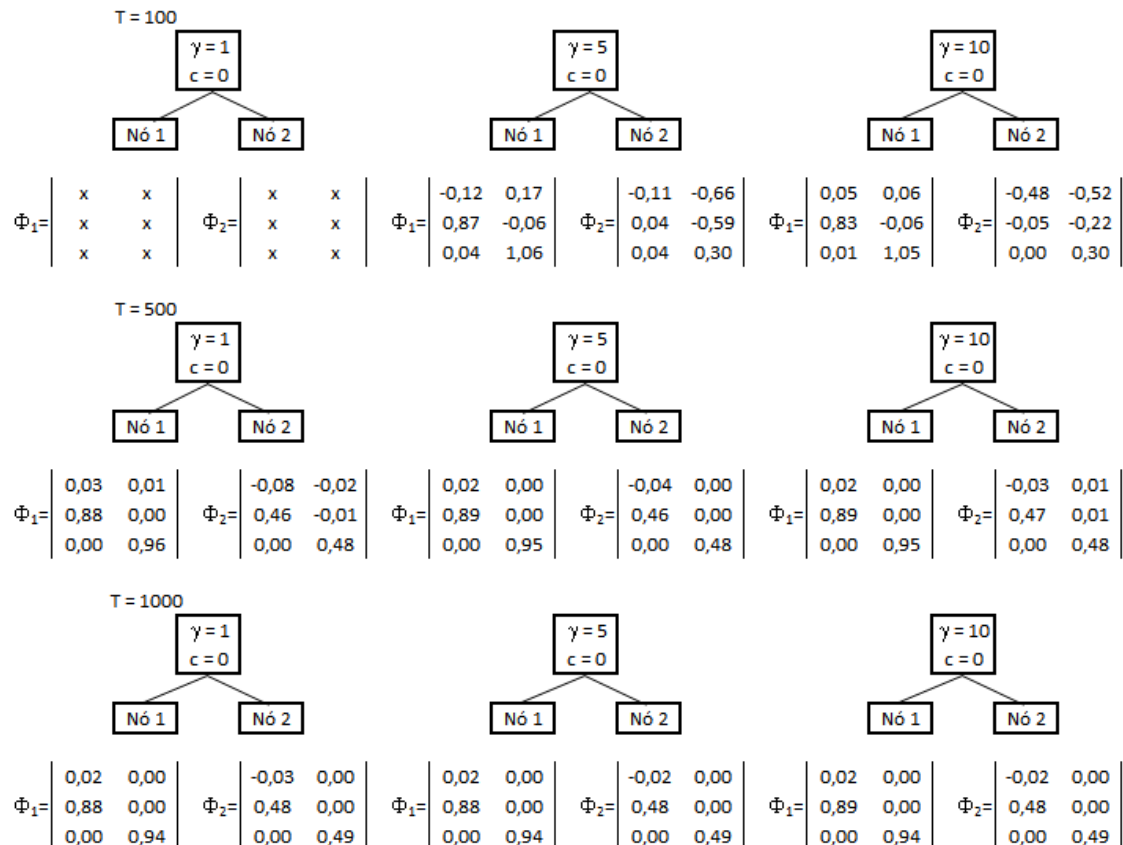 T = 100
γ = 1 γ = 5 γ = 10
c = 0 c = 0 c = 0
Nó 1 Nó 2 Nó 1 Nó 2 Nó 1 Nó 2
x x x x -0,12 0,17 -0,11 -0,66 0,05 0,06 -0,48 -0,52
Φ₁= x x Φ₂= x x Φ₁= 0,87 -0,06 Φ₂= 0,04 -0,59 Φ₁= 0,83 -0,06 Φ₂= -0,05 -0,22
x x x x 0,04 1,06 0,04 0,30 0,01 1,05 0,00 0,30
T = 500
γ = 1 γ = 5 γ = 10
c = 0 c = 0 c = 0
Nó 1 Nó 2 Nó 1 Nó 2 Nó 1 Nó 2
0,03 0,01 -0,08 -0,02 0,02 0,00 -0,04 0,00 0,02 0,00 -0,03 0,01
Φ₁= 0,88 0,00 Φ₂= 0,46 -0,01 Φ₁= 0,89 0,00 Φ₂= 0,46 0,00 Φ₁= 0,89 0,00 Φ₂= 0,47 0,01
0,00 0,96 0,00 0,48 0,00 0,95 0,00 0,48 0,00 0,95 0,00 0,48
T = 1000
γ = 1 γ = 5 γ = 10
c = 0 c = 0 c = 0
Nó 1 Nó 2 Nó 1 Nó 2 Nó 1 Nó 2
0,02 0,00 -0,03 0,00 0,02 0,00 -0,02 0,00 0,02 0,00 -0,02 0,00
Φ₁= 0,88 0,00 Φ₂= 0,48 0,00 Φ₁= 0,88 0,00 Φ₂= 0,48 0,00 Φ₁= 0,89 0,00 Φ₂= 0,48 0,00
0,00 0,94 0,00 0,49 0,00 0,94 0,00 0,49 0,00 0,94 0,00 0,49